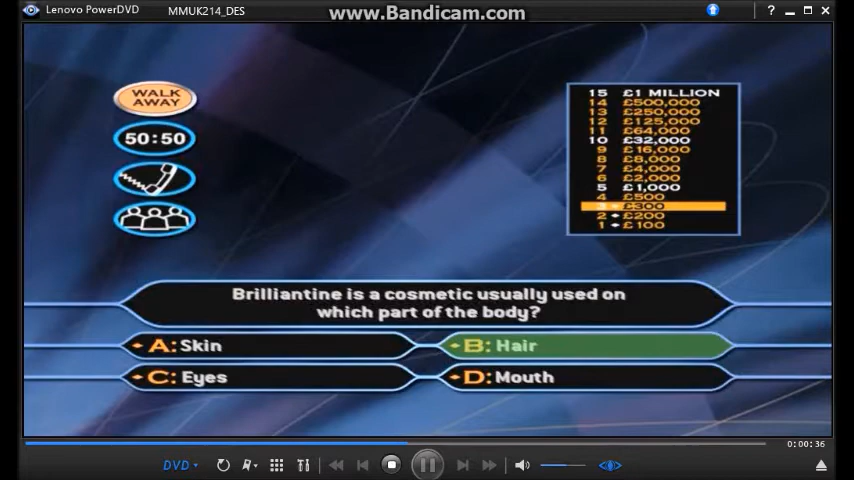 Lenovo PowerDVD
MMUK214_DES
www.Bandicam.com
?
WALK
AWAY
50:50
15 £1 MILLION
14 £500,000
13 £250,000
12 £125,000
11 £64,000
10 £32,000
9 £16,000
8 £8,000
7 £4,000
6 £2,000
5 £1,000
4 £500
3 £300
2 £200
1 £100
Brilliantine is a cosmetic usually used on
which part of the body?
A: Skin
B: Hair
C: Eyes
D: Mouth
0:00:36
DVD